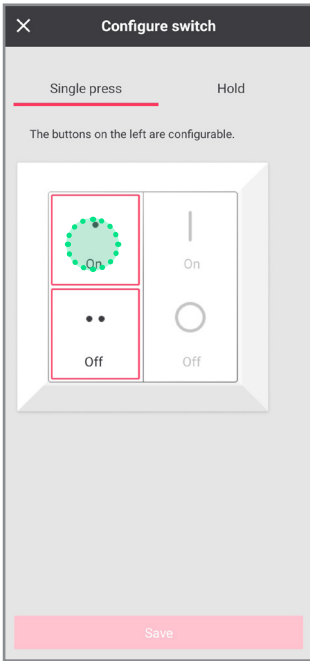 Configure switch
Single press Hold
The buttons on the left are configurable.
On On
Off Off
Save